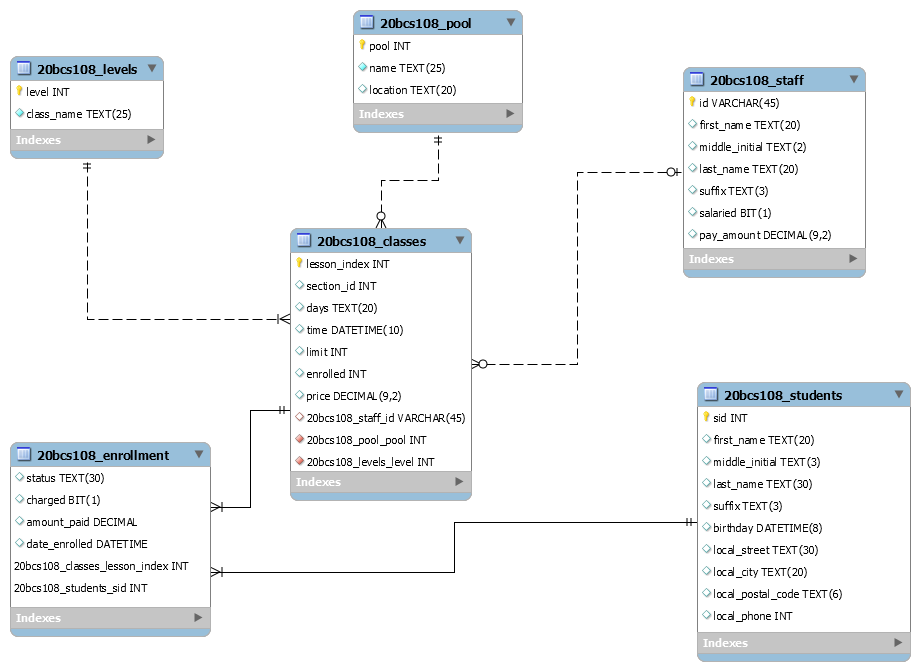 20bcs108_pool
pool INT
name TEXT(25)
location TEXT(20)
Indexes
20bcs108_levels
level INT
class_name TEXT(25)
Indexes
20bcs108_staff
id VARCHAR(45)
first_name TEXT(20)
middle_initial TEXT(2)
last_name TEXT(20)
suffix TEXT(3)
salaried BIT(1)
pay_amount DECIMAL(9,2)
Indexes
20bcs108_classes
lesson_index INT
section_id INT
days TEXT(20)
time DATETIME(10)
limit INT
enrolled INT
price DECIMAL(9,2)
20bcs108_staff_id VARCHAR(45)
20bcs108_pool_pool INT
20bcs108_levels_level INT
Indexes
20bcs108_students
sid INT
first_name TEXT(20)
middle_initial TEXT(3)
last_name TEXT(30)
suffix TEXT(3)
birthday DATETIME(8)
local_street TEXT(30)
local_city TEXT(20)
local_postal_code TEXT(6)
local_phone INT
Indexes
20bcs108_enrollment
status TEXT(30)
charged BIT(1)
amount_paid DECIMAL
date_enrolled DATETIME
20bcs108_classes_lesson_index INT
20bcs108_students_sid INT
Indexes